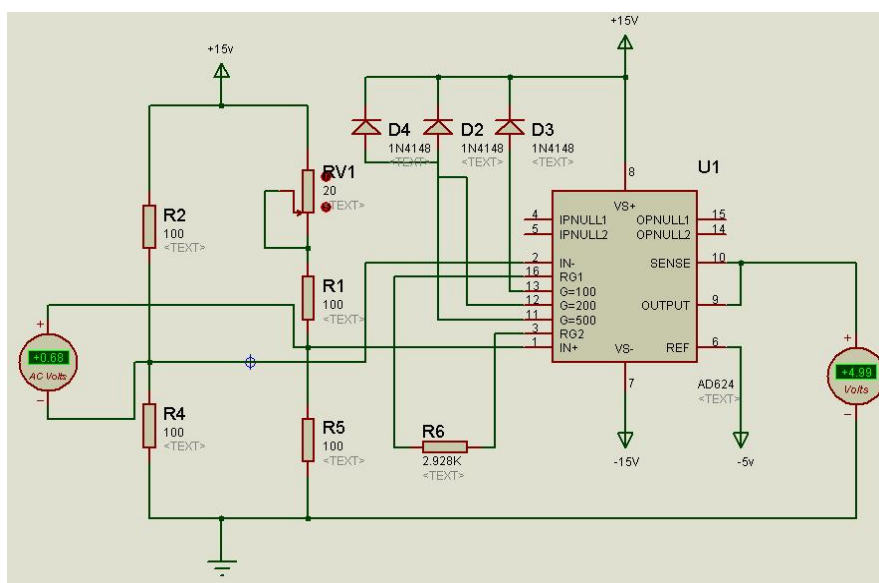 +15v
+15V
D4
1N4148
<TEXT>
D2
1N4148
<TEXT>
D3
1N4148
<TEXT>
RV1
20
<TEXT>
U1
8
VS+
4 IPNULL1 OPNULL1 15
5 IPNULL2 OPNULL2 14
2 IN- SENSE 10
16 RG1
13 G=100
12 G=200 OUTPUT 9
11 G=500
3 RG2
1 IN+ VS- REF 6
7
AD624
<TEXT>
R2
100
<TEXT>
R1
100
<TEXT>
+
+0.68
AC Volts
-
R4
100
<TEXT>
R5
100
<TEXT>
R6
2.928K
<TEXT>
-15V
-5v
+
+4.99
Volts
-